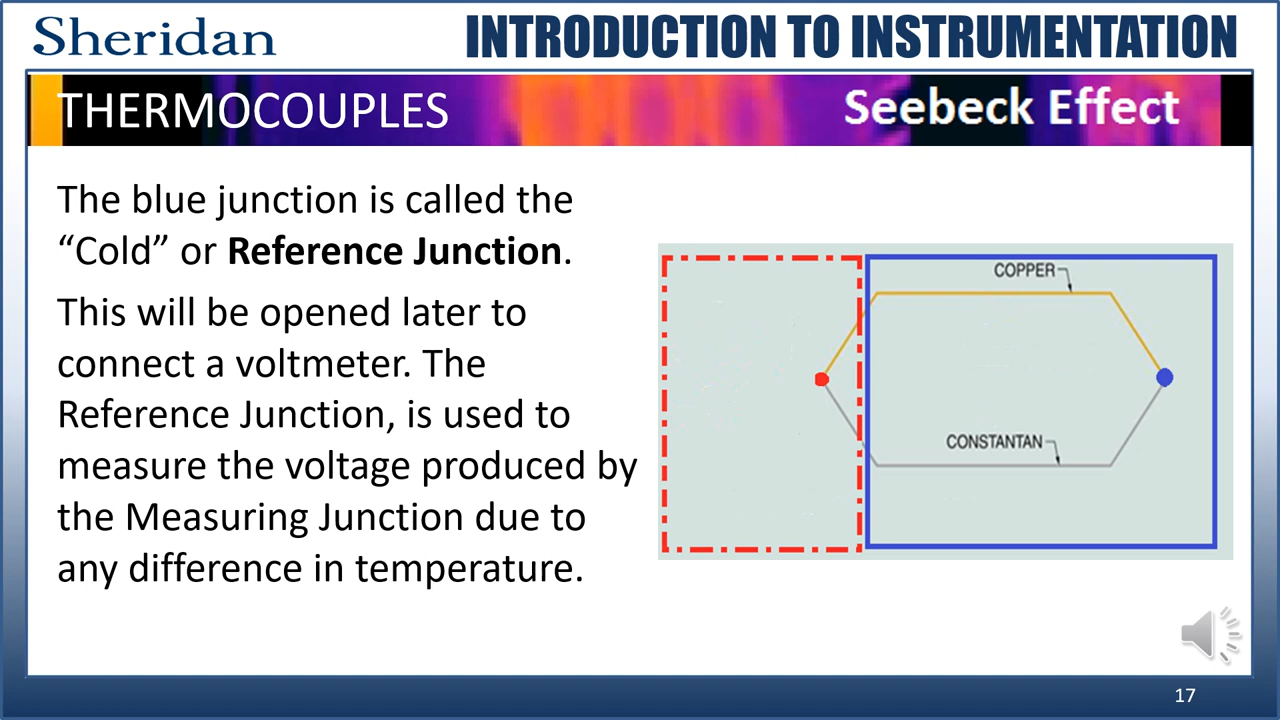 Sheridan
INTRODUCTION TO INSTRUMENTATION
THERMOCOUPLES
Seebeck Effect
The blue junction is called the
“Cold” or Reference Junction.
This will be opened later to
connect a voltmeter. The
Reference Junction, is used to
measure the voltage produced by
the Measuring Junction due to
any difference in temperature.
COPPER
CONSTANTAN
17